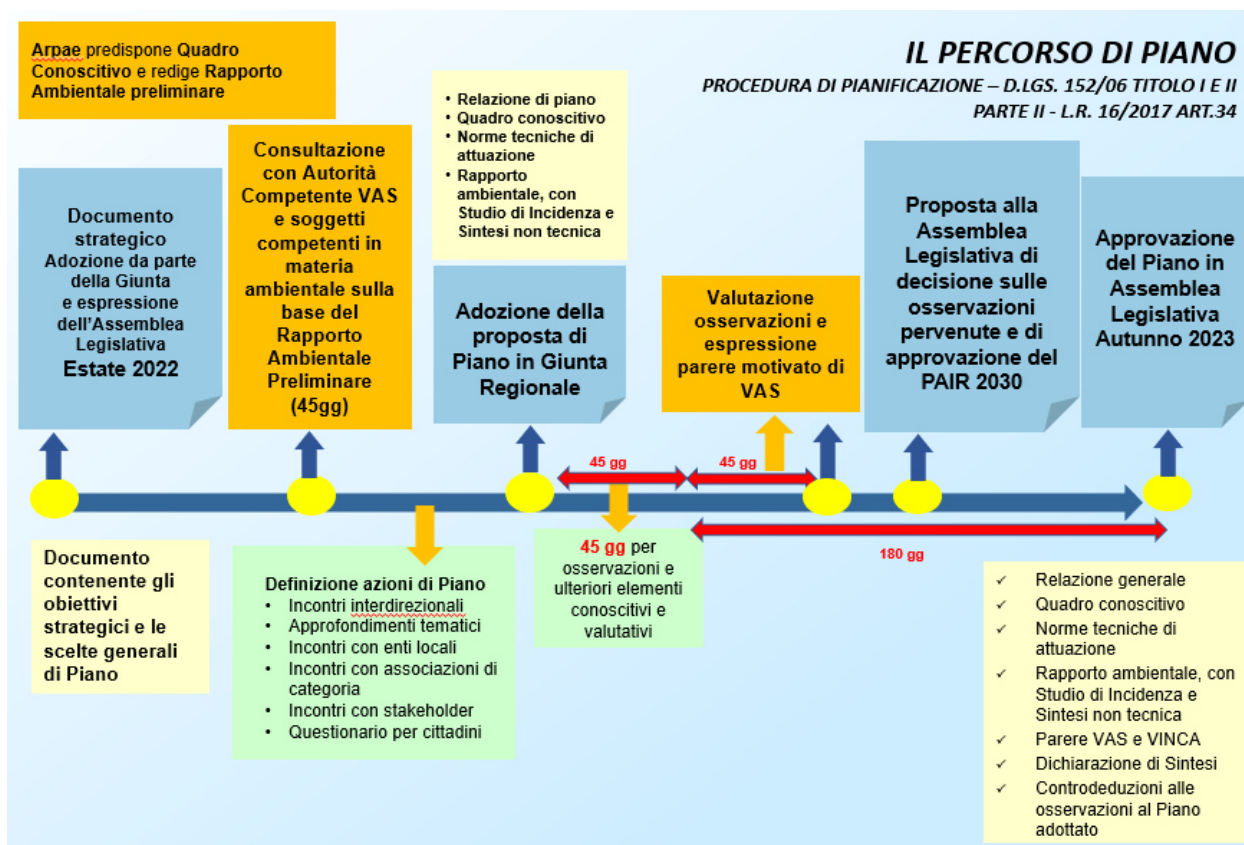 Arpae predispone Quadro
Conoscitivo e redige Rapporto
Ambientale preliminare
IL PERCORSO DI PIANO
PROCEDURA DI PIANIFICAZIONE – D.LGS. 152/06 TITOLO I E II
PARTE II - L.R. 16/2017 ART.34
Documento
strategico
Adozione da parte
della Giunta
e espressione
dell'Assemblea
Legislativa
Estate 2022
Consultazione
con Autorità
Competente VAS
e soggetti
competenti in
materia
ambientale sulla
base del
Rapporto
Ambientale
Preliminare
(45gg)
• Relazione di piano
• Quadro conoscitivo
• Norme tecniche di
attuazione
• Rapporto
ambientale, con
Studio di Incidenza e
Sintesi non tecnica
Adozione della
proposta di
Piano in Giunta
Regionale
Valutazione
osservazioni e
espressione
parere motivato di
VAS
Proposta alla
Assemblea
Legislativa di
decisione sulle
osservazioni
pervenute e di
approvazione del
PAIR 2030
Approvazione
del Piano in
Assemblea
Legislativa
Autunno 2023
45 gg
45 gg
180 gg
Documento
contenente gli
obiettivi
strategici e le
scelte generali
di Piano
Definizione azioni di Piano
• Incontri interdirezionali
• Approfondimenti tematici
• Incontri con enti locali
• Incontri con associazioni di
categoria
• Incontri con stakeholder
• Questionario per cittadini
45 gg per
osservazioni e
ulteriori elementi
conoscitivi e
valutativi
✓ Relazione generale
✓ Quadro conoscitivo
✓ Norme tecniche di
attuazione
✓ Rapporto ambientale, con
Studio di Incidenza e
Sintesi non tecnica
✓ Parere VAS e VINCA
✓ Dichiarazione di Sintesi
✓ Controdeduzioni alle
osservazioni al Piano
adottato